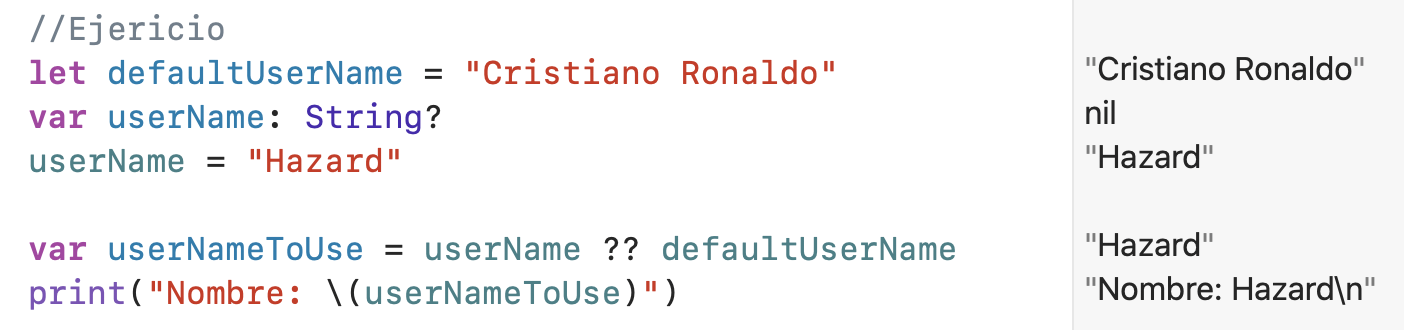 //Ejericio
let defaultUserName = "Cristiano Ronaldo"
"Cristiano Ronaldo"
var userName: String?
nil
userName = "Hazard"
"Hazard"
var userNameToUse = userName ?? defaultUserName
"Hazard"
print("Nombre: \(userNameToUse)")
"Nombre: Hazard\n"